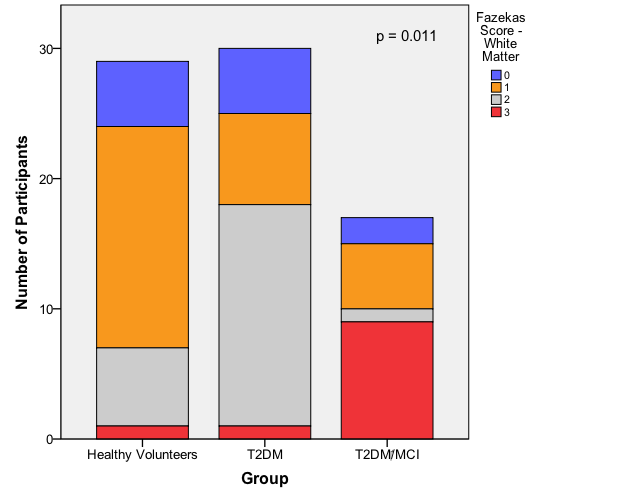 p = 0.011
Fazekas
Score -
White
Matter
0
1
2
3
30
20
10
0
Number of Participants
Healthy Volunteers
T2DM
T2DM/MCI
Group